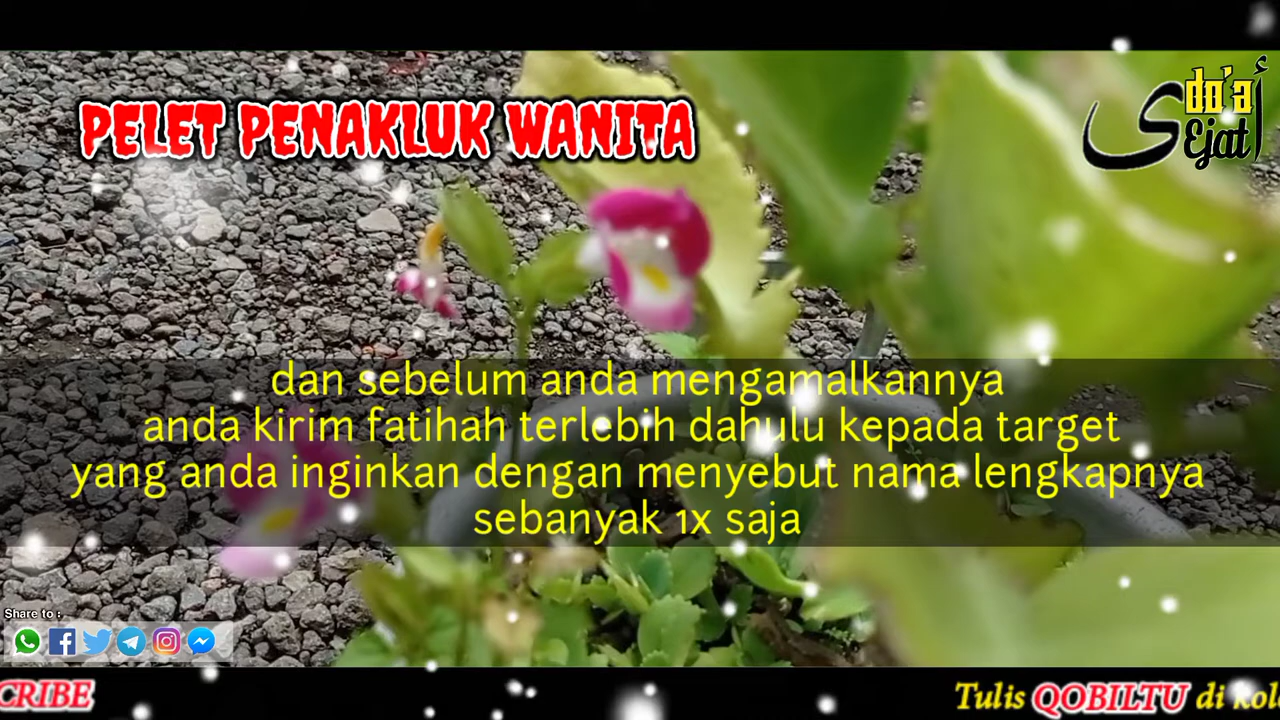 PELET PENAKLUK WANITA
do'a
Ejati
dan sebelum anda mengamalkannya
anda kirim fatihah terlebih dahulu kepada target
yang anda inginkan dengan menyebut nama lengkapnya
sebanyak 1x saja
Share to :
CRIBE
Tulis QOBILTU di kol